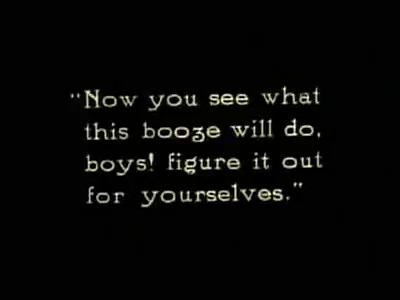 "Now you see what
this booze will do,
boys! figure it out
for yourselves."